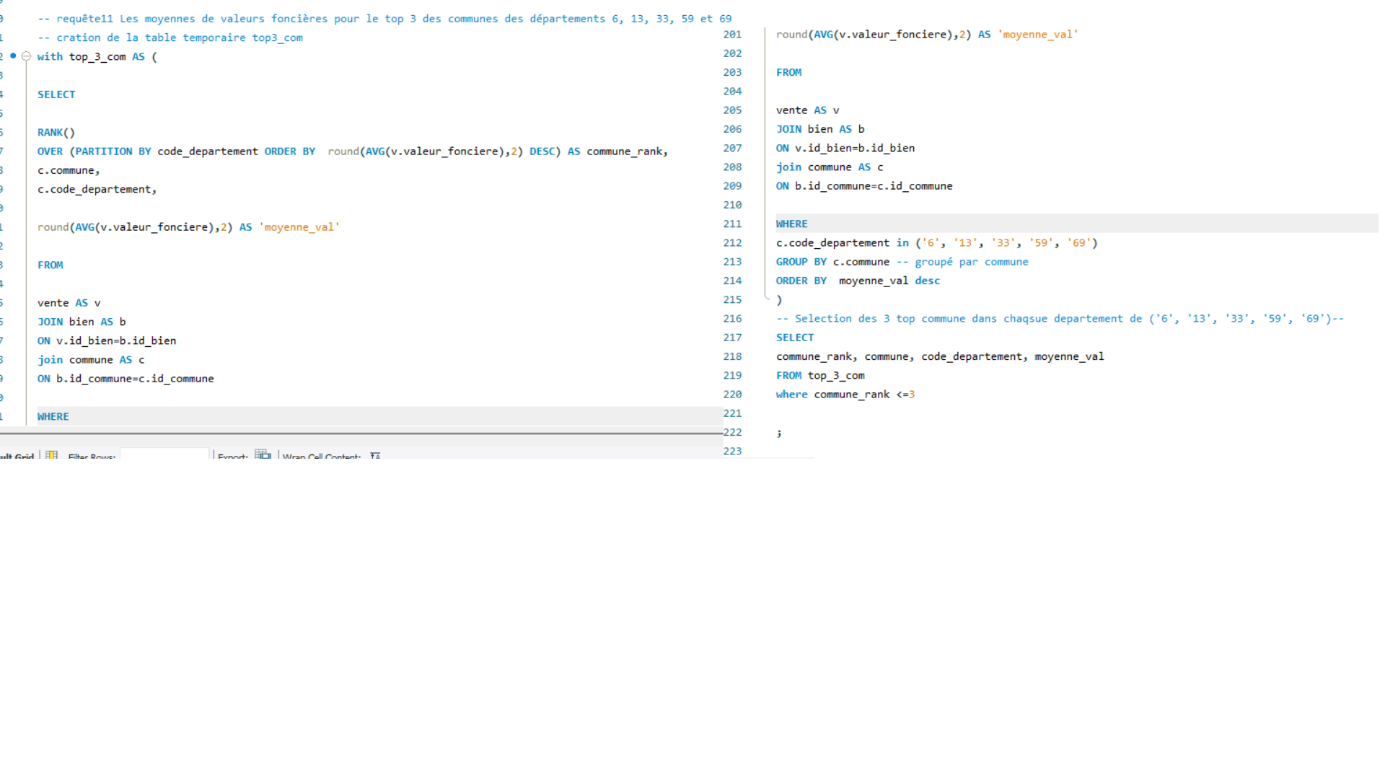 -- requête11 Les moyennes de valeurs foncières pour le top 3 des communes des départements 6, 13, 33, 59 et 69
-- cration de la table temporaire top3_com
with top_3_com AS (
SELECT
RANK()
OVER (PARTITION BY code_departement ORDER BY  round(AVG(v.valeur_fonciere),2) DESC) AS commune_rank,
c.commune,
c.code_departement,
round(AVG(v.valeur_fonciere),2) AS 'moyenne_val'
FROM
vente AS v
JOIN bien AS b
ON v.id_bien=b.id_bien
join commune AS c
ON b.id_commune=c.id_commune
WHERE
ult Grid
Filter Rows:
Export:
Wrap Cell Content:
201 round(AVG(v.valeur_fonciere),2) AS 'moyenne_val'
202
203 FROM
204
205 vente AS v
206 JOIN bien AS b
207 ON v.id_bien=b.id_bien
208 join commune AS c
209 ON b.id_commune=c.id_commune
210
211 WHERE
212 c.code_departement in ('6', '13', '33', '59', '69')
213 GROUP BY c.commune -- groupé par commune
214 ORDER BY  moyenne_val desc
215 )
216 -- Selection des 3 top commune dans chaqsue departement de ('6', '13', '33', '59', '69')--
217 SELECT
218 commune_rank, commune, code_departement, moyenne_val
219 FROM top_3_com
220 where commune_rank <=3
221
222 ;
223